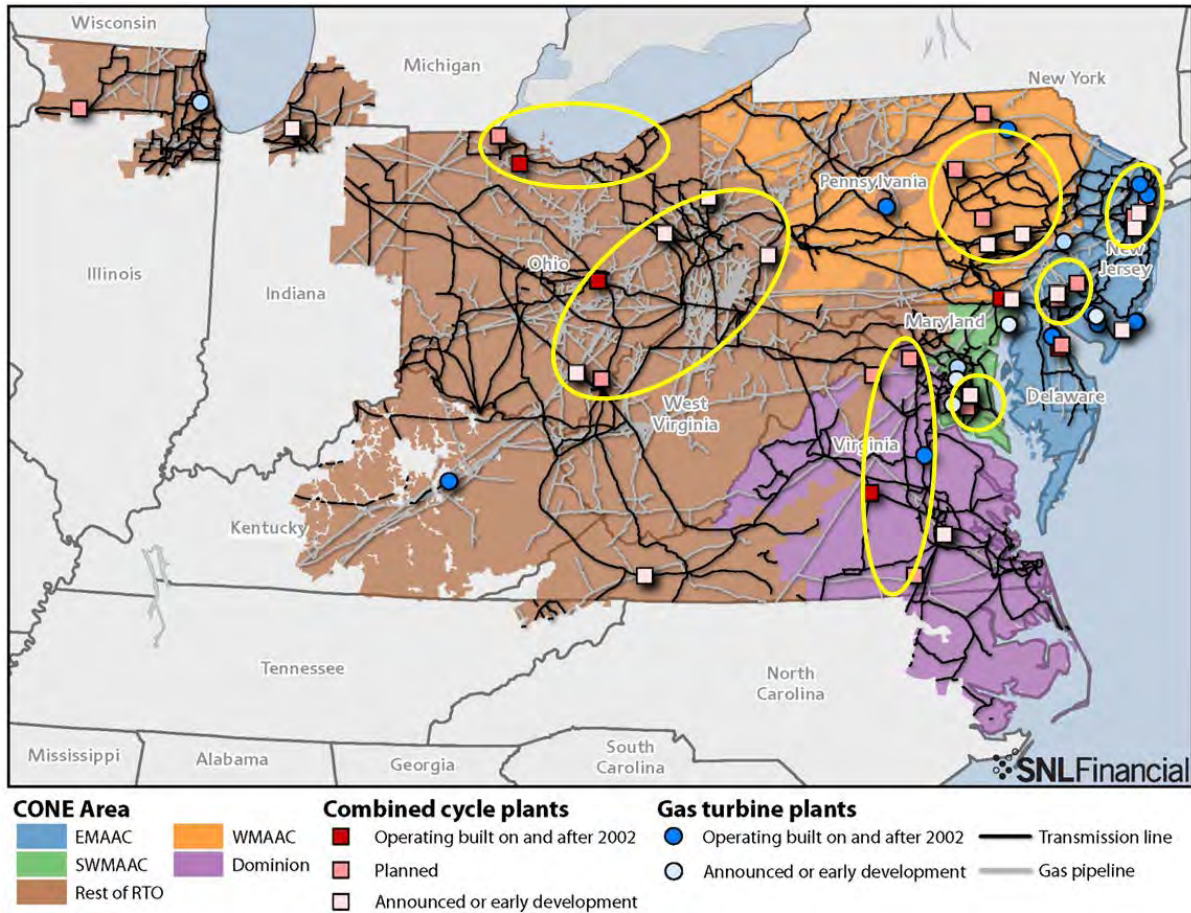 Wisconsin
Michigan
New York
Pennsylvania
Illinois
Indiana
Ohio
New
Jersey
Maryland
West
Virginia
Delaware
Virginia
Kentucky
Tennessee
North
Carolina
Mississippi
Alabama
Georgia
South
Carolina
SNLFinancial
CONE Area
EMAAC
WMAAC
SWMAAC
Dominion
Rest of RTO
Combined cycle plants
Operating built on and after 2002
Planned
Announced or early development
Gas turbine plants
Operating built on and after 2002
Announced or early development
Transmission line
Gas pipeline